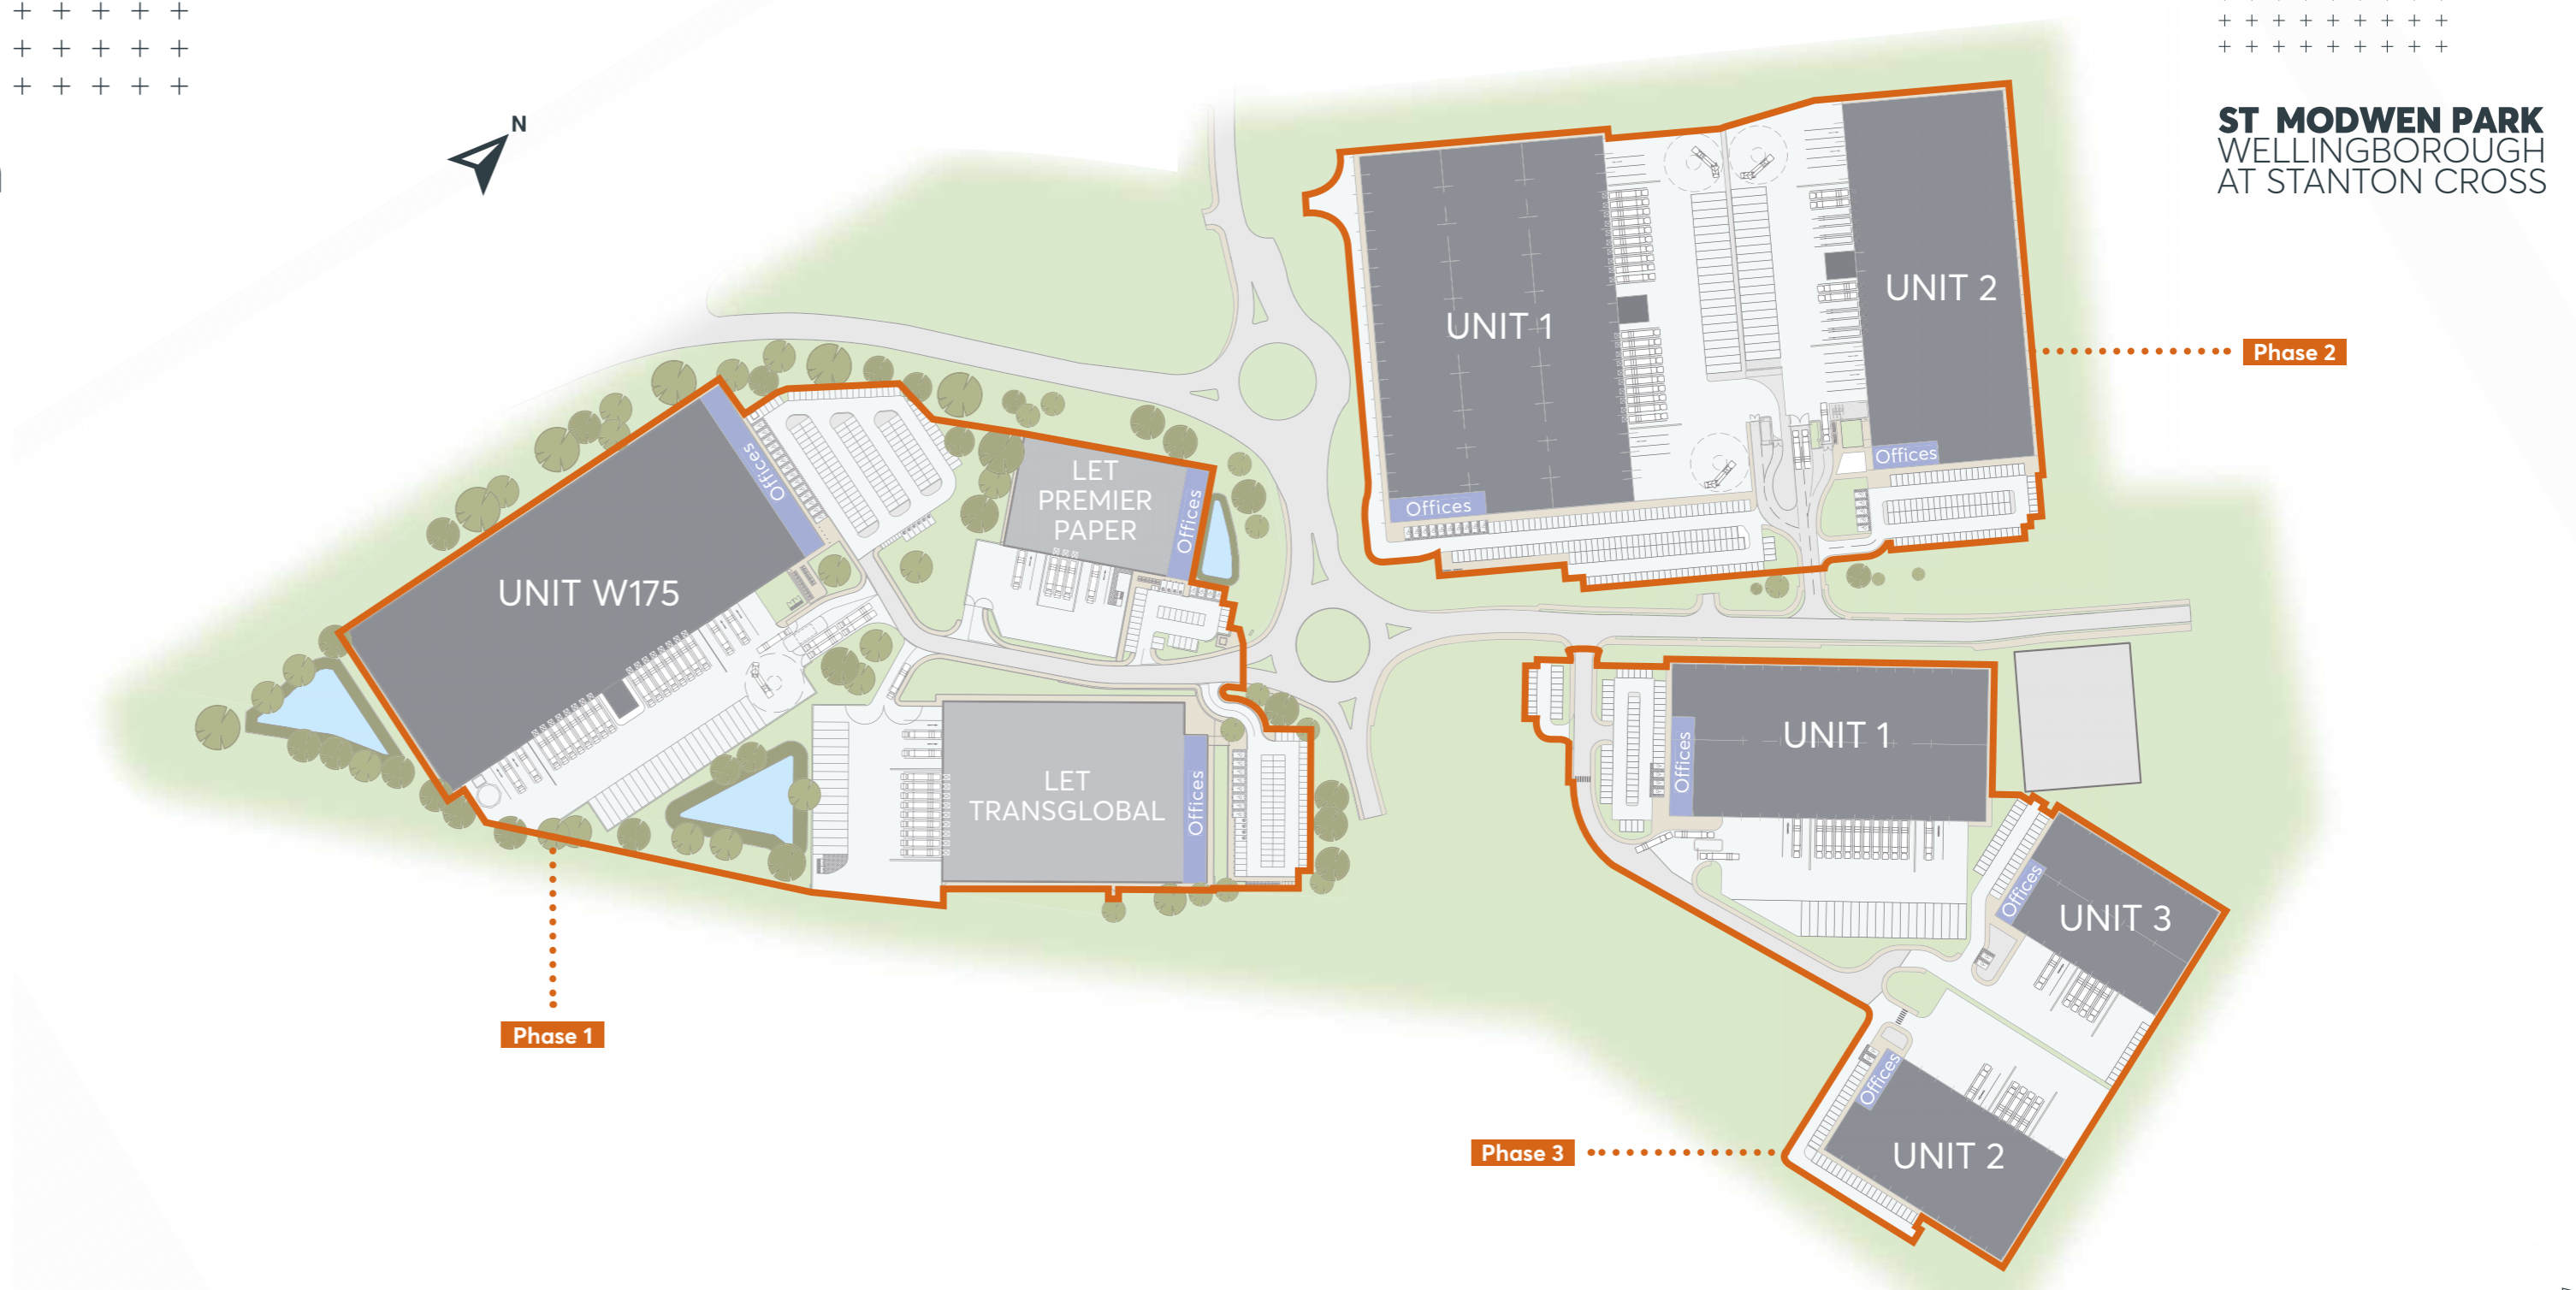 N
ST MODWEN PARK
WELLINGBOROUGH
AT STANTON CROSS
UNIT 1
UNIT 2
Phase 2
Offices
Offices
Offices
LET
PREMIER
PAPER
Offices
UNIT W175
LET
TRANSGLOBAL
Offices
Phase 1
UNIT 1
Offices
UNIT 3
Offices
Offices
UNIT 2
Phase 3